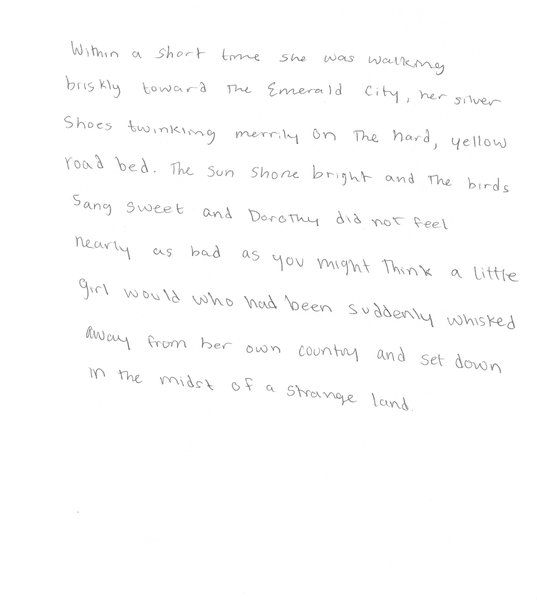 Within a short time she was walking
briskly toward the Emerald City, her silver
Shoes twinkling merrily on the hard, yellow
road bed. The sun shone bright and the birds
Sang sweet and Dorothy did not feel
nearly as bad as you might think a little
girl would who had been suddenly whisked
away from her own country and set down
in the midst of a strange land.